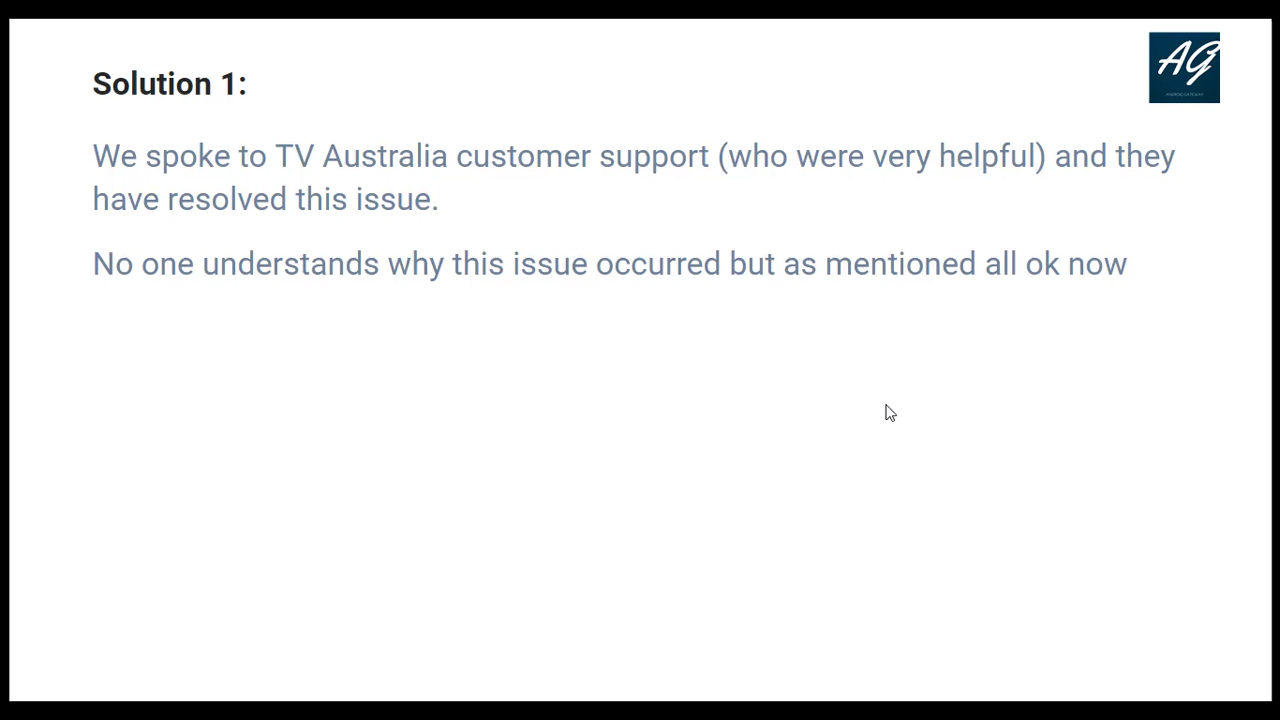 Solution 1:
AG
We spoke to TV Australia customer support (who were very helpful) and they
have resolved this issue.
No one understands why this issue occurred but as mentioned all ok now